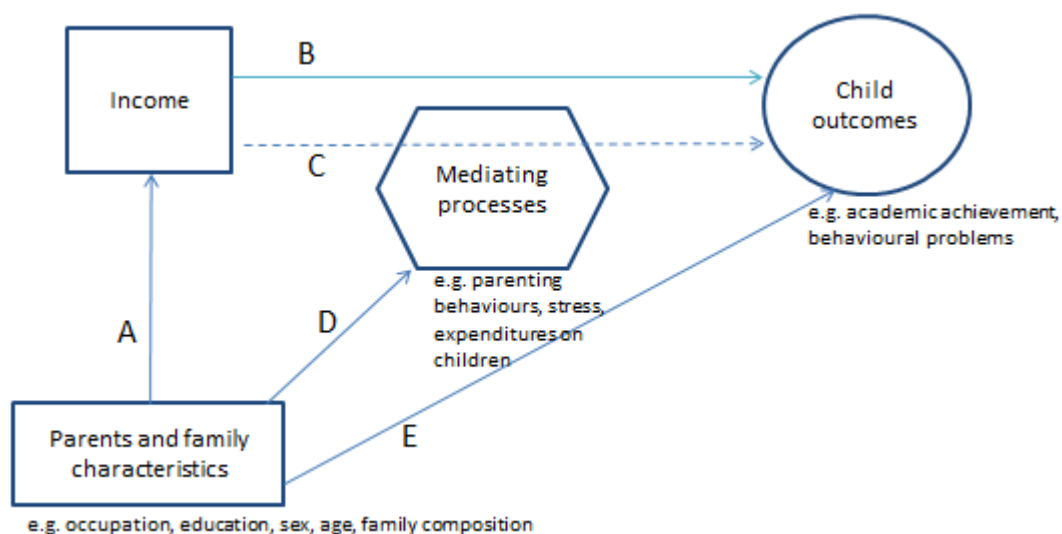 B
Income
Child
outcomes
C
Mediating
processes
e.g. academic achievement,
behavioural problems
e.g. parenting
behaviours, stress,
expenditures on
children
D
A
E
Parents and family
characteristics
e.g. occupation, education, sex, age, family composition